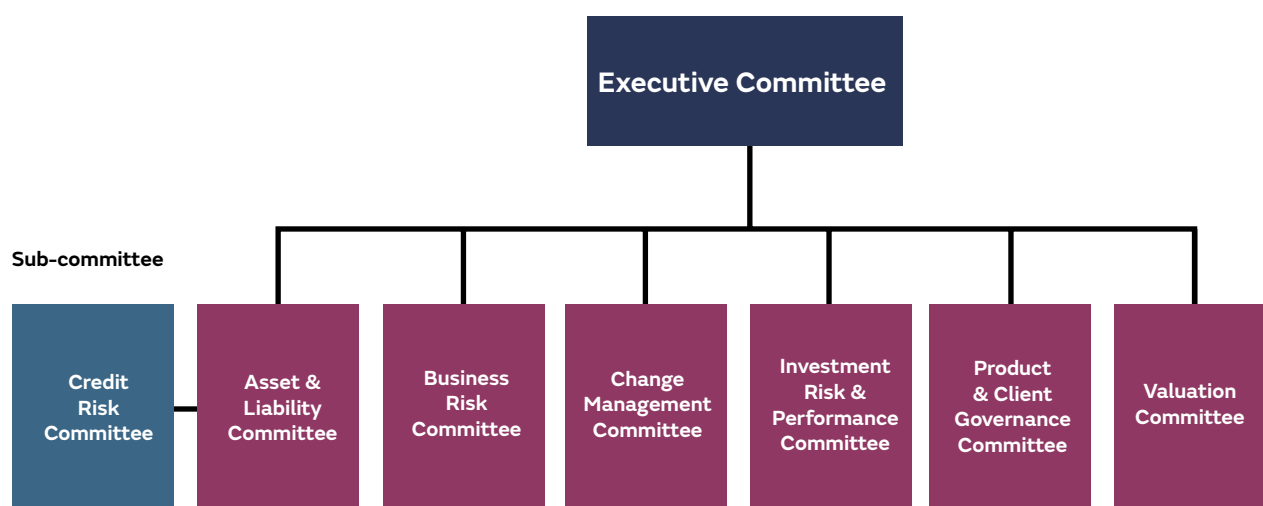 Executive Committee
Sub-committee
Credit
Risk
Committee
Asset &
Liability
Committee
Business
Risk
Committee
Change
Management
Committee
Investment
Risk &
Performance
Committee
Product
& Client
Governance
Committee
Valuation
Committee